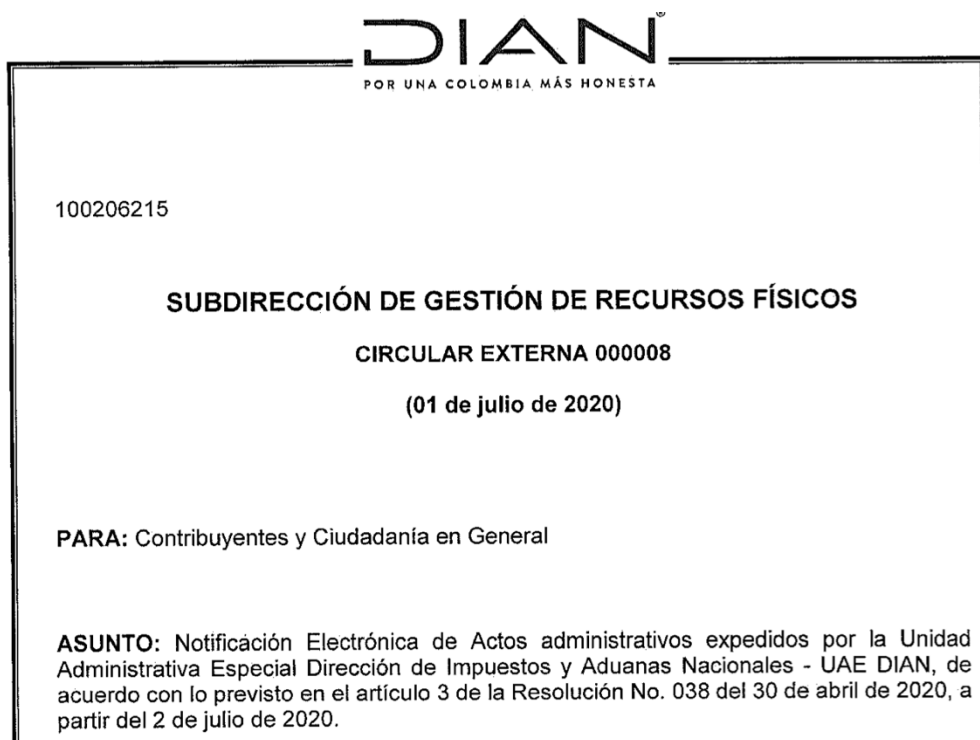 DIAN®
POR UNA COLOMBIA MÁS HONESTA
100206215
SUBDIRECCIÓN DE GESTIÓN DE RECURSOS FÍSICOS
CIRCULAR EXTERNA 000008
(01 de julio de 2020)
PARA: Contribuyentes y Ciudadanía en General
ASUNTO: Notificación Electrónica de Actos administrativos expedidos por la Unidad
Administrativa Especial Dirección de Impuestos y Aduanas Nacionales - UAE DIAN, de
acuerdo con lo previsto en el artículo 3 de la Resolución No. 038 del 30 de abril de 2020, a
partir del 2 de julio de 2020.